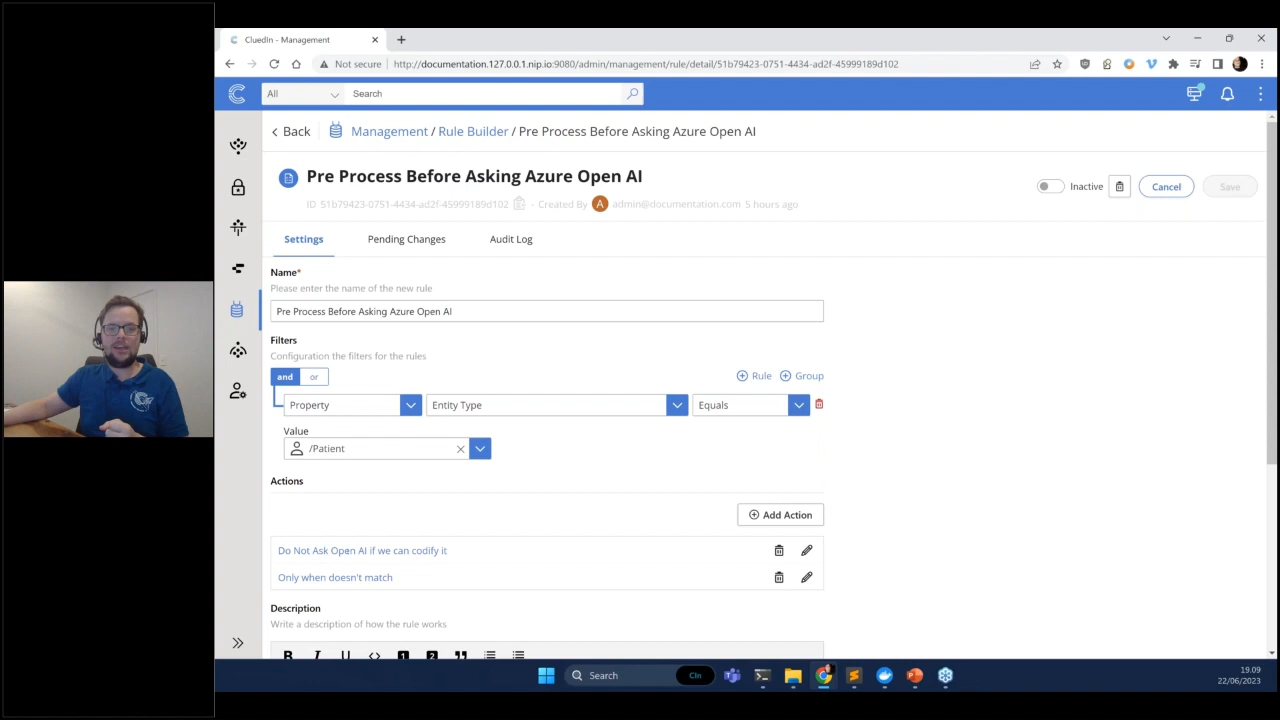 CluedIn - Management
Not secure
http://documentation.127.0.0.1.nip.io:9080/admin/management/rule/detail/51b79423-0751-4434-ad2f-45999189d102
All
Search
Back
Management / Rule Builder / Pre Process Before Asking Azure Open AI
Pre Process Before Asking Azure Open AI
Inactive
Cancel
Save
ID 51b79423-0751-4434-ad2f-45999189d102 - Created By A admin@documentation.com 5 hours ago
Settings
Pending Changes
Audit Log
Name*
Please enter the name of the new rule
Pre Process Before Asking Azure Open AI
Filters
Configuration the filters for the rules
and
or
Rule
Group
Property
Entity Type
Equals
Value
/Patient
Actions
Add Action
Do Not Ask Open AI if we can codify it
Only when doesn't match
Description
Write a description of how the rule works
B I U <> 1 2
Search
Cln
19.09
22/06/2023